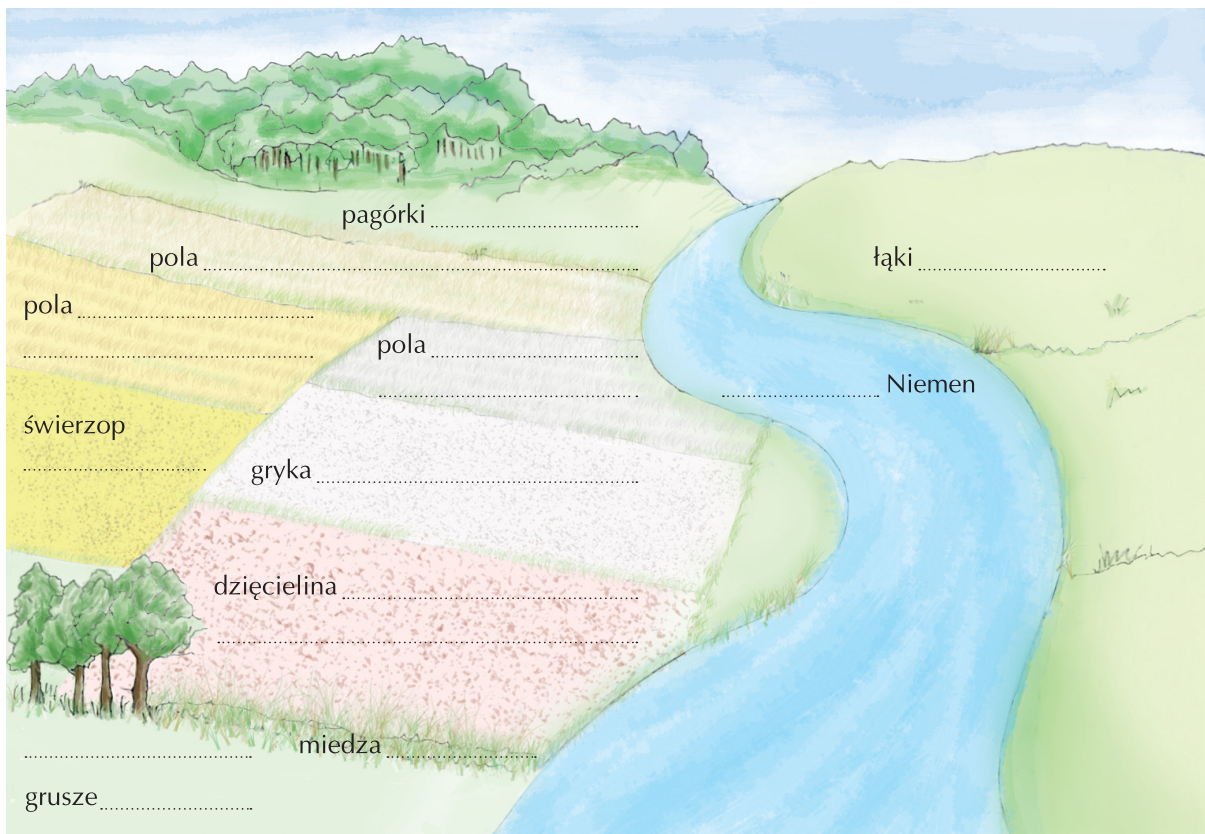 pagórki
pola
łąki
pola
pola
Niemen
świerzop
gryka
dzięcielina
miedza
grusze